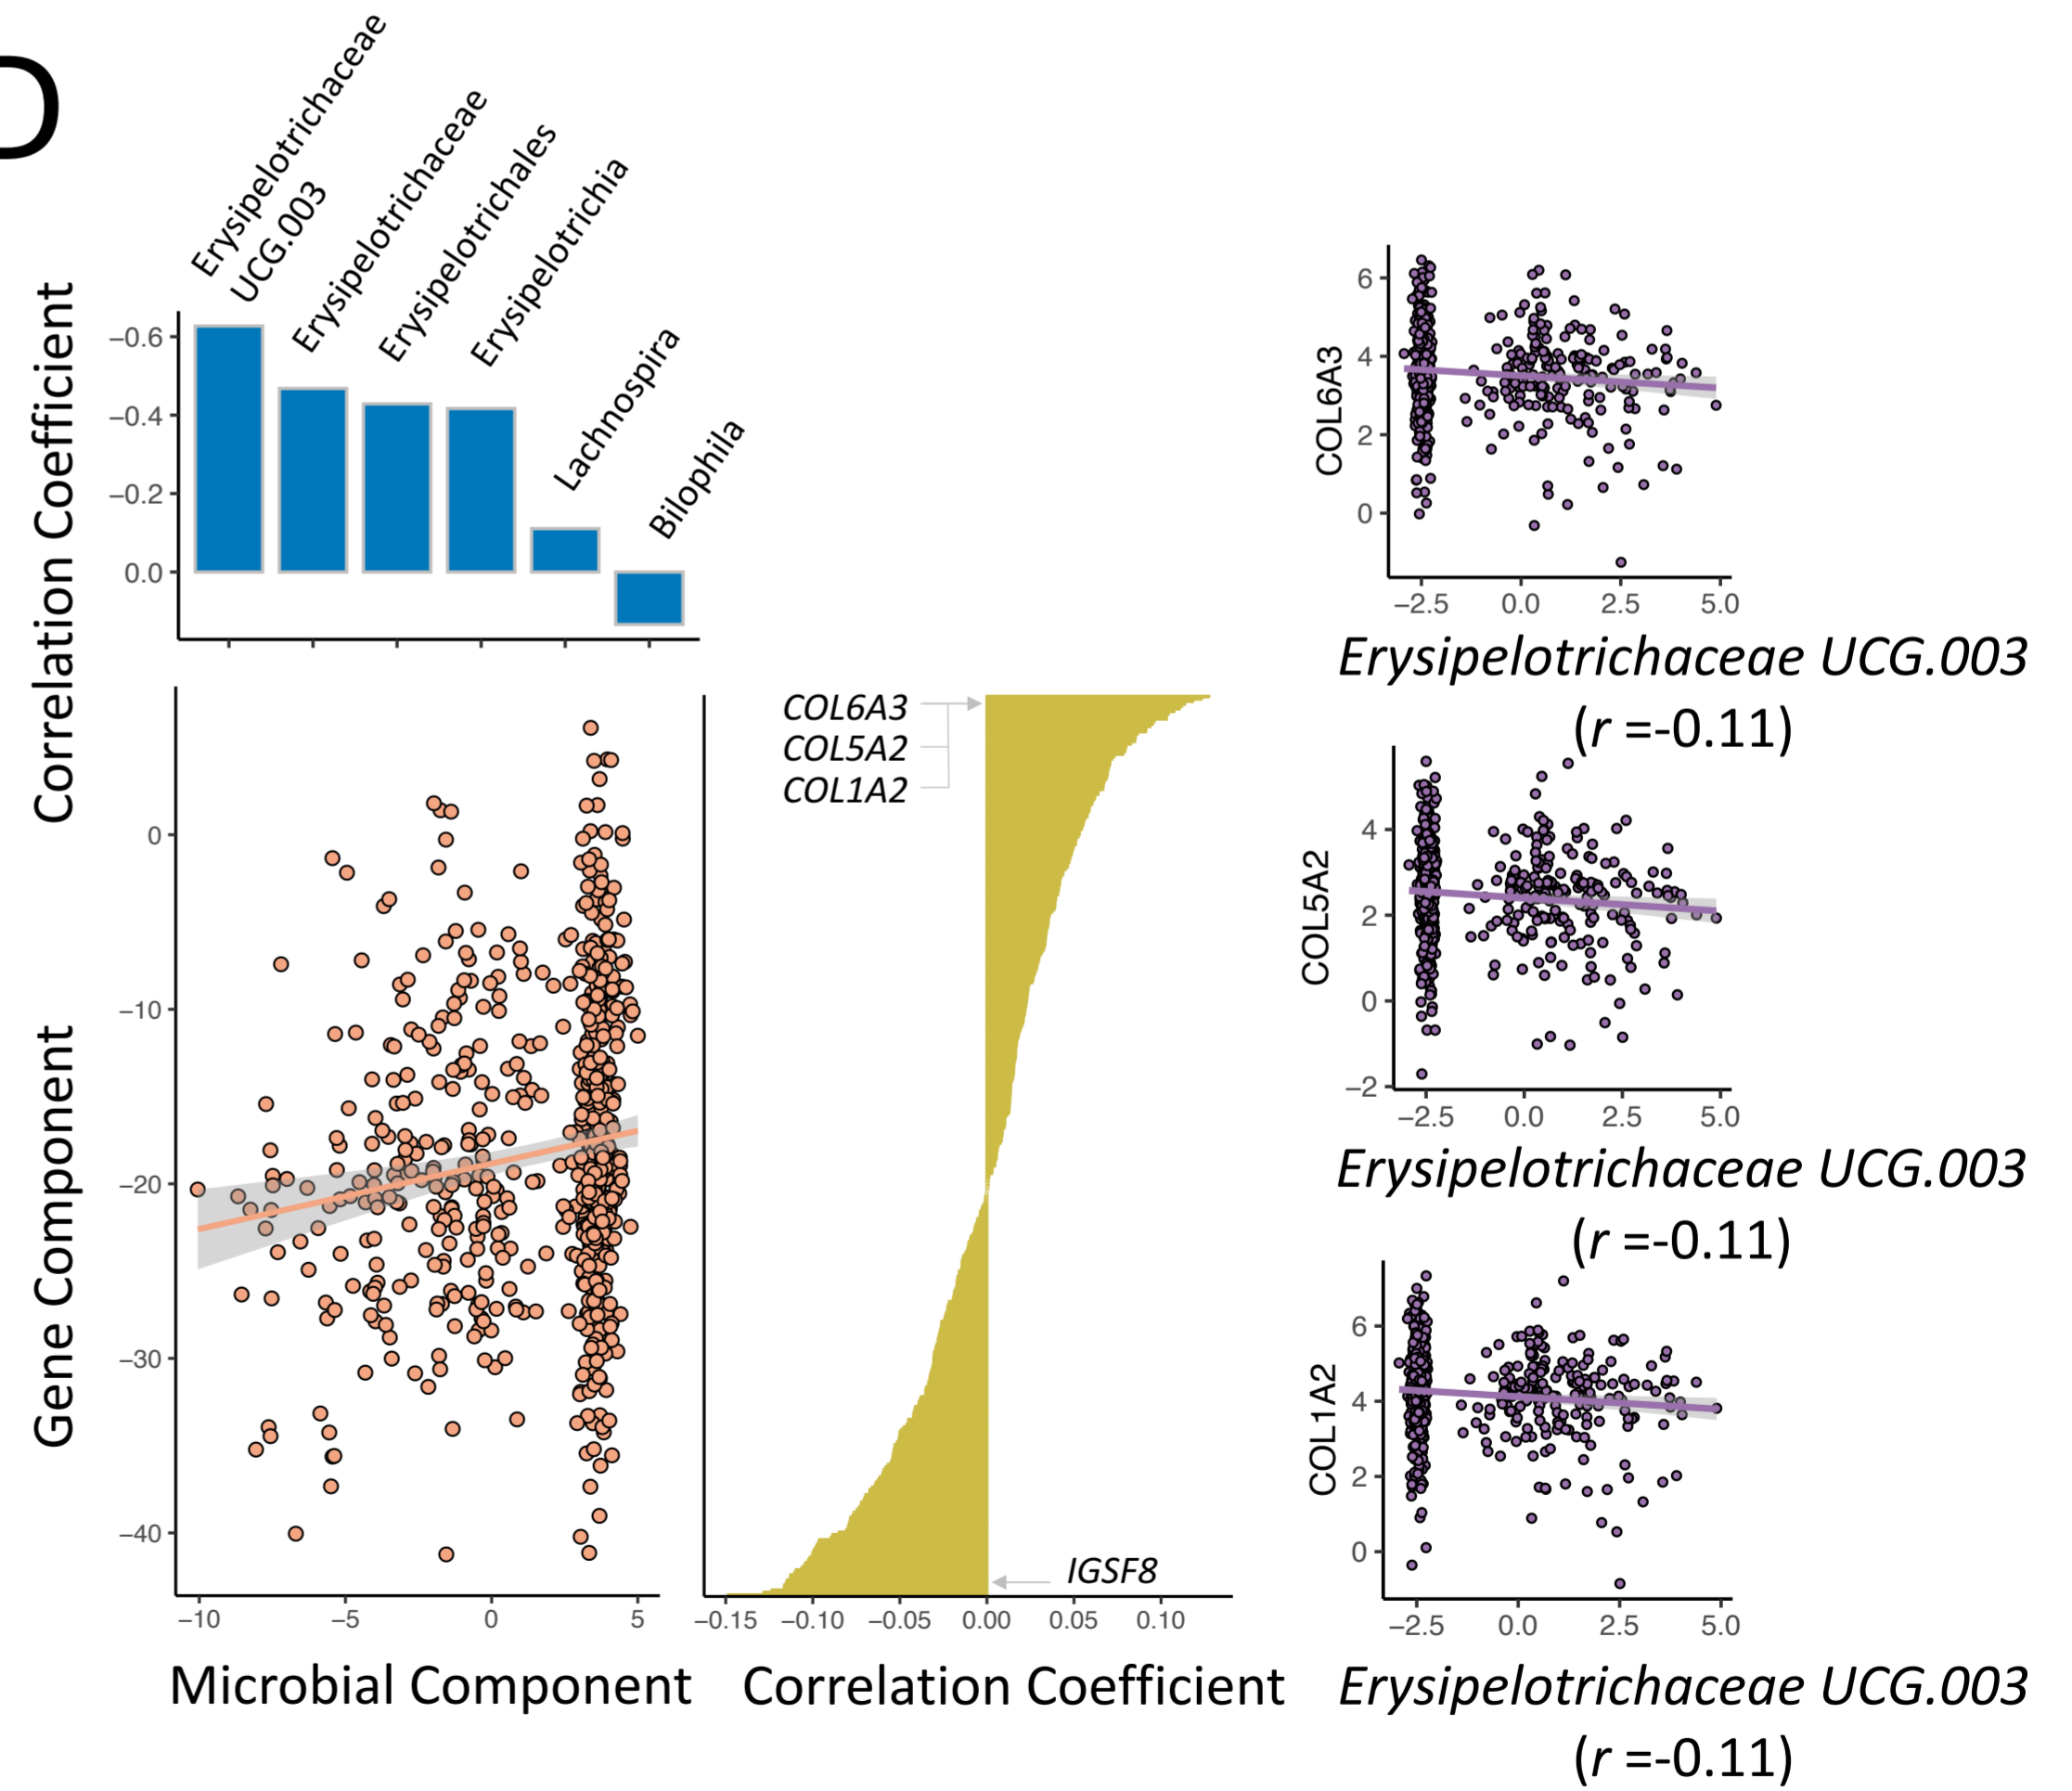 D
Erysipelotrichaceae
UCG.003
Erysipelotrichaceae
Erysipelotrichales
Erysipelotrichia
Lachnospira
Bilophila
Correlation Coefficient
−0.6
−0.4
−0.2
0.0
Gene Component
0
−10
−20
−30
−40
−10 −5 0 5
Microbial Component
COL6A3
COL5A2
COL1A2
IGSF8
−0.15 −0.10 −0.05 0.00 0.05 0.10
Correlation Coefficient
COL6A3
6
4
2
0
−2.5 0.0 2.5 5.0
Erysipelotrichaceae UCG.003
(r =-0.11)
COL5A2
4
2
0
−2
−2.5 0.0 2.5 5.0
Erysipelotrichaceae UCG.003
(r =-0.11)
COL1A2
6
4
2
0
−2.5 0.0 2.5 5.0
Erysipelotrichaceae UCG.003
(r =-0.11)